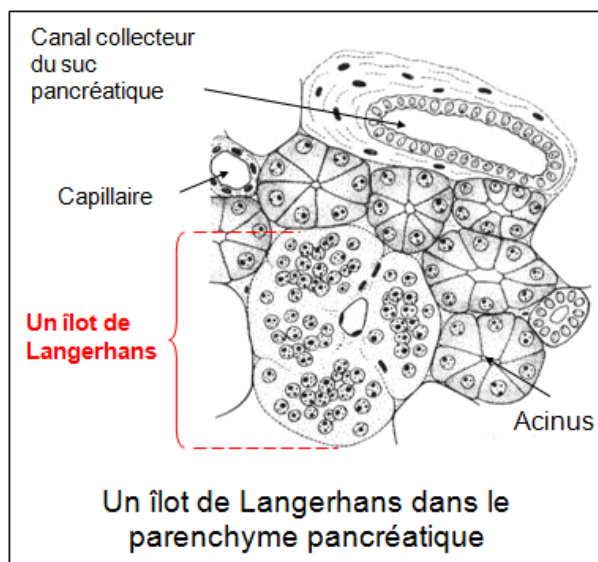 Canal collecteur
du suc
pancréatique
Capillaire
Un îlot de
Langerhans
Acinus
Un îlot de Langerhans dans le
parenchyme pancréatique